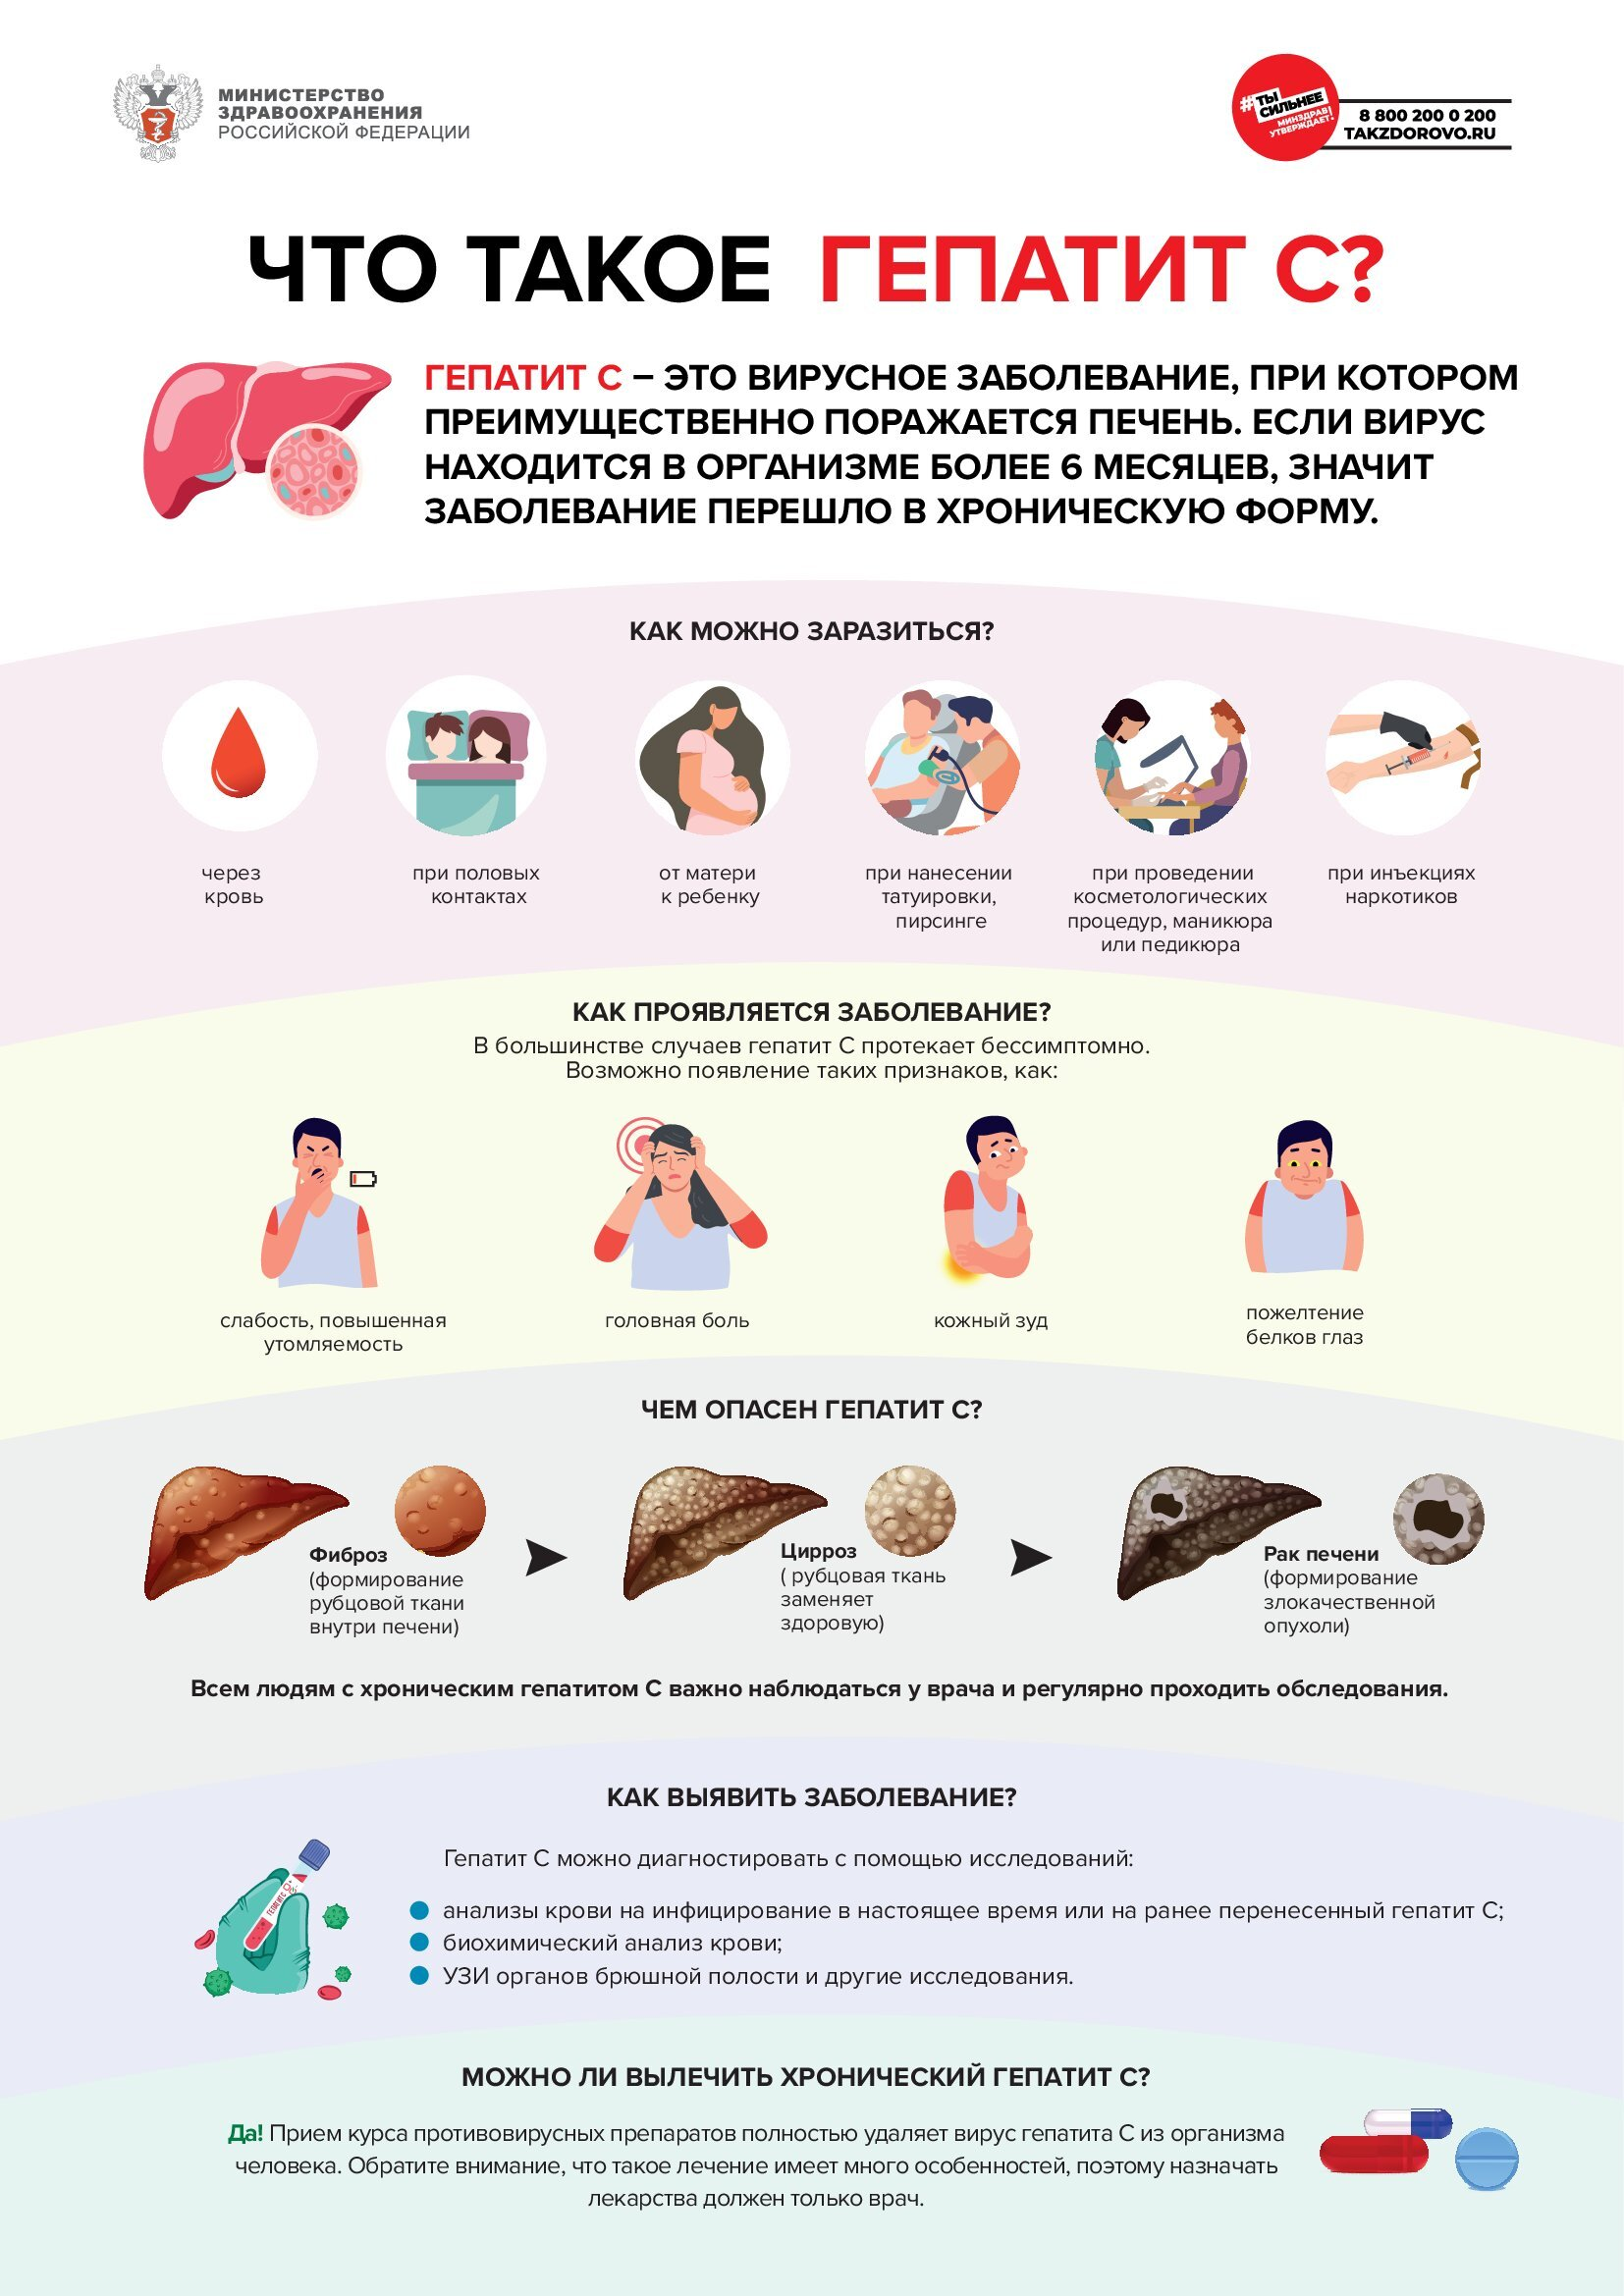 МИНИСТЕРСТВО
ЗДРАВООХРАНЕНИЯ
РОССИЙСКОЙ ФЕДЕРАЦИИ
#ТЫ
СИЛЬНЕЕ
МИНЗДРАВ
УТВЕРЖДАЕТ!
8 800 200 0 200
TAKZDOROVO.RU
ЧТО ТАКОЕ ГЕПАТИТ С?
ГЕПАТИТ С – ЭТО ВИРУСНОЕ ЗАБОЛЕВАНИЕ, ПРИ КОТОРОМ
ПРЕИМУЩЕСТВЕННО ПОРАЖАЕТСЯ ПЕЧЕНЬ. ЕСЛИ ВИРУС
НАХОДИТСЯ В ОРГАНИЗМЕ БОЛЕЕ 6 МЕСЯЦЕВ, ЗНАЧИТ
ЗАБОЛЕВАНИЕ ПЕРЕШЛО В ХРОНИЧЕСКУЮ ФОРМУ.
КАК МОЖНО ЗАРАЗИТЬСЯ?
через
кровь
при половых
контактах
от матери
к ребенку
при нанесении
татуировки,
пирсинге
при проведении
косметологических
процедур, маникюра
или педикюра
при инъекциях
наркотиков
КАК ПРОЯВЛЯЕТСЯ ЗАБОЛЕВАНИЕ?
В большинстве случаев гепатит С протекает бессимптомно.
Возможно появление таких признаков, как:
слабость, повышенная
утомляемость
головная боль
кожный зуд
пожелтение
белков глаз
ЧЕМ ОПАСЕН ГЕПАТИТ С?
Фиброз
(формирование
рубцовой ткани
внутри печени)
Цирроз
( рубцовая ткань
заменяет
здоровую)
Рак печени
(формирование
злокачественной
опухоли)
Всем людям с хроническим гепатитом С важно наблюдаться у врача и регулярно проходить обследования.
КАК ВЫЯВИТЬ ЗАБОЛЕВАНИЕ?
Гепатит С можно диагностировать с помощью исследований:
анализы крови на инфицирование в настоящее время или на ранее перенесенный гепатит С;
биохимический анализ крови;
УЗИ органов брюшной полости и другие исследования.
МОЖНО ЛИ ВЫЛЕЧИТЬ ХРОНИЧЕСКИЙ ГЕПАТИТ С?
Да! Прием курса противовирусных препаратов полностью удаляет вирус гепатита С из организма
человека. Обратите внимание, что такое лечение имеет много особенностей, поэтому назначать
лекарства должен только врач.